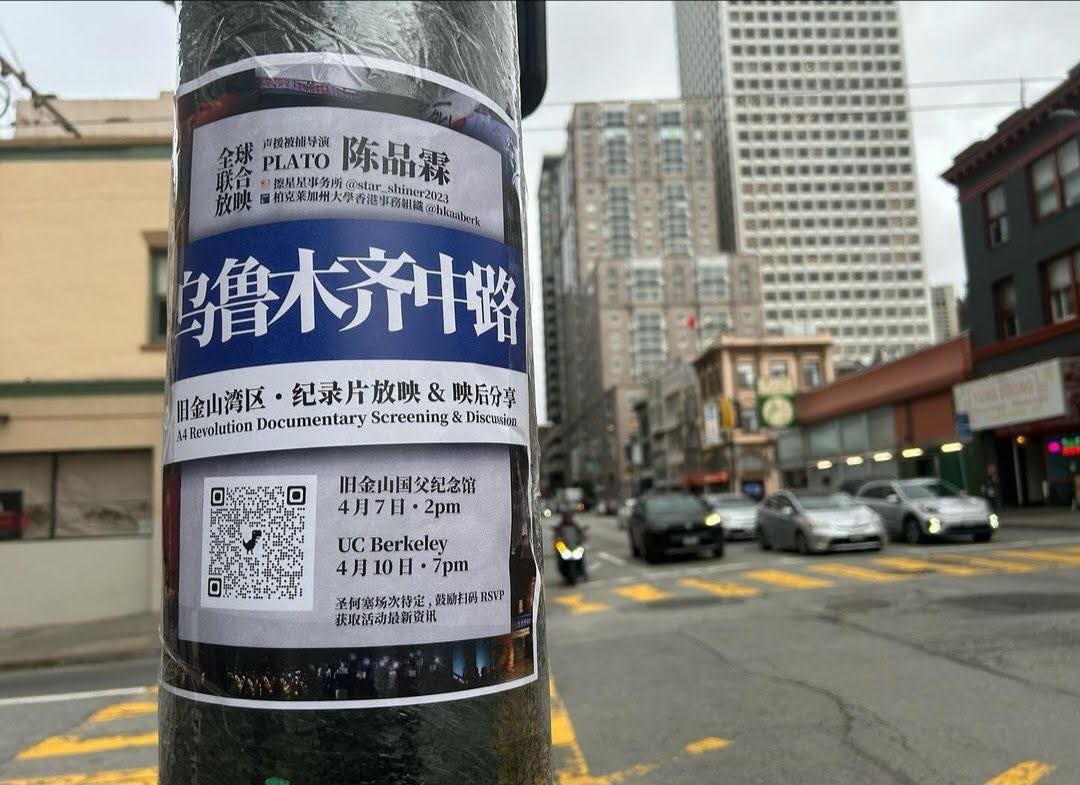 全球
联合
放映
声援被捕导演
PLATO 陈品霖
擦星星事务所 @star_shiner2023
柏克莱加州大學香港事務組織 @hkaaberk
乌鲁木齐中路
旧金山湾区・纪录片放映 & 映后分享
A4 Revolution Documentary Screening & Discussion
旧金山国父纪念馆
4月7日・2pm
UC Berkeley
4月10日・7pm
圣何塞场次待定，鼓励扫码 RSVP
获取活动最新资讯